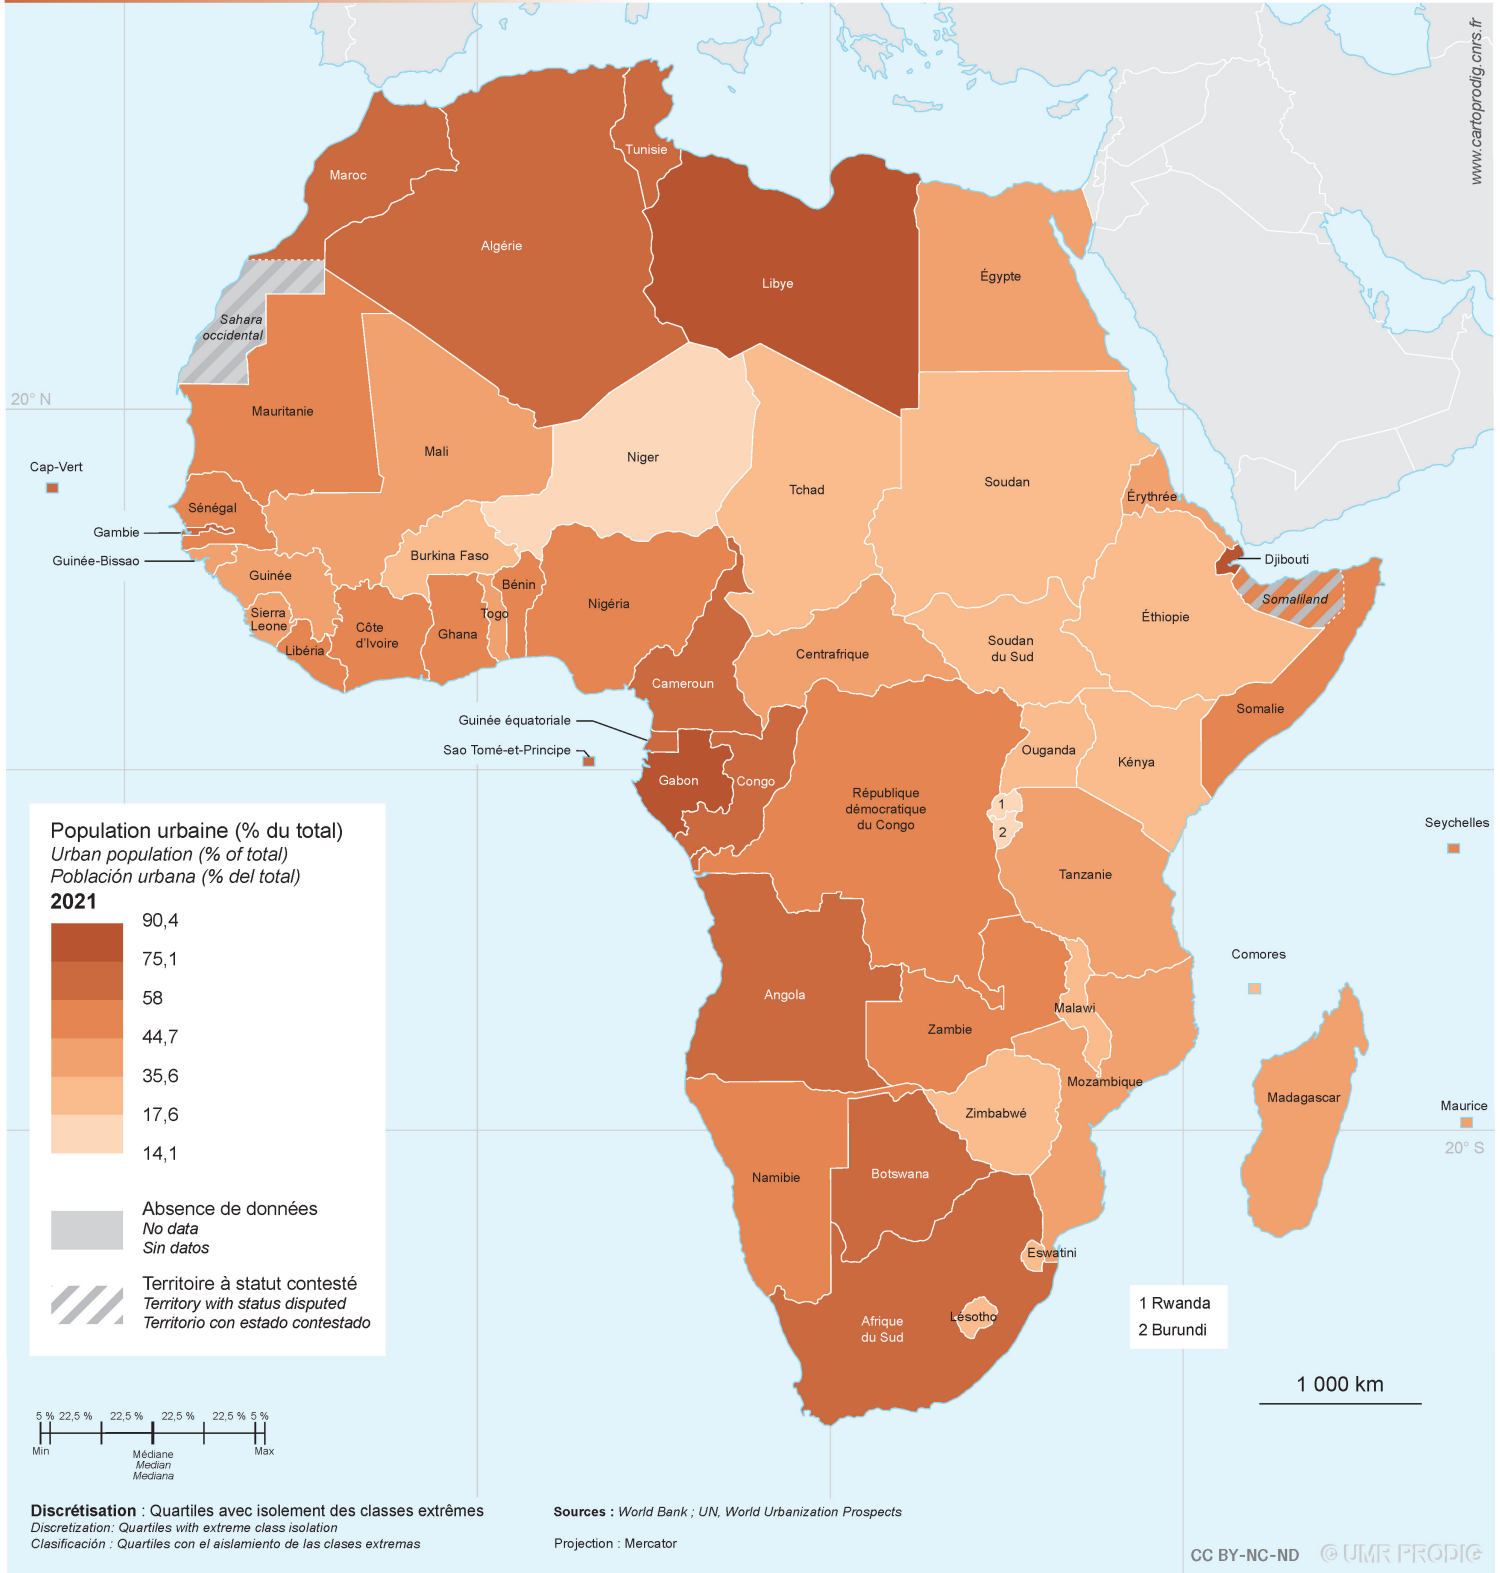 www.cartoprodig.cnrs.fr
Tunisie
Maroc
Algérie
Libye
Égypte
Sahara
occidental
20° N
Mauritanie
Mali
Niger
Cap-Vert
Tchad
Soudan
Érythrée
Sénégal
Gambie
Guinée-Bissao
Burkina Faso
Djibouti
Guinée
Bénin
Nigéria
Somaliland
Sierra
Leone
Togo
Éthiopie
Côte
d'Ivoire
Ghana
Libéria
Soudan
du Sud
Centrafrique
Cameroun
Somalie
Guinée équatoriale
Sao Tomé-et-Principe
Ouganda
Kénya
Gabon
Congo
République
démocratique
du Congo
1
2
Seychelles
Tanzanie
Population urbaine (% du total)
Urban population (% of total)
Población urbana (% del total)
2021
90,4
75,1
58
44,7
35,6
17,6
14,1
Absence de données
No data
Sin datos
Territoire à statut contesté
Territory with status disputed
Territorio con estado contestado
Comores
Angola
Malawi
Zambie
Mozambique
Madagascar
Maurice
Zimbabwé
20° S
Namibie
Botswana
Eswatini
Lésotho
Afrique
du Sud
1 Rwanda
2 Burundi
1 000 km
5 % 22,5 % 22,5 % 22,5 % 22,5 % 5 %
Min Max
Médiane
Median
Mediana
Discrétisation : Quartiles avec isolement des classes extrêmes
Discretization: Quartiles with extreme class isolation
Clasificación : Quartiles con el aislamiento de las clases extremas
Sources : World Bank ; UN, World Urbanization Prospects
Projection : Mercator
CC BY-NC-ND © UMR PRODIG